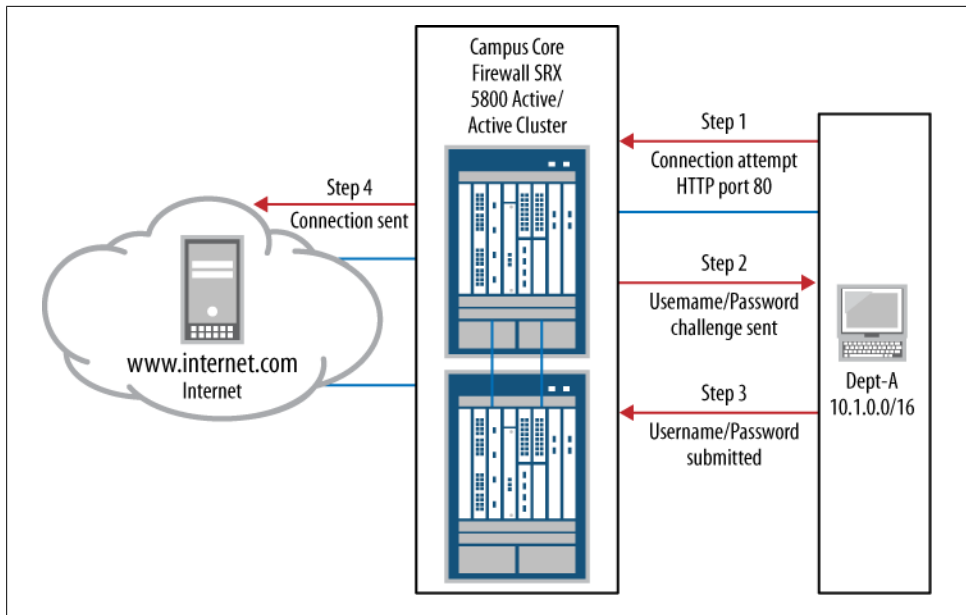 Campus Core
Firewall SRX
5800 Active/
Active Cluster
Step 1
Connection attempt
HTTP port 80
Step 4
Connection sent
Step 2
Username/Password
challenge sent
www.internet.com
Internet
Dept-A
10.1.0.0/16
Step 3
Username/Password
submitted